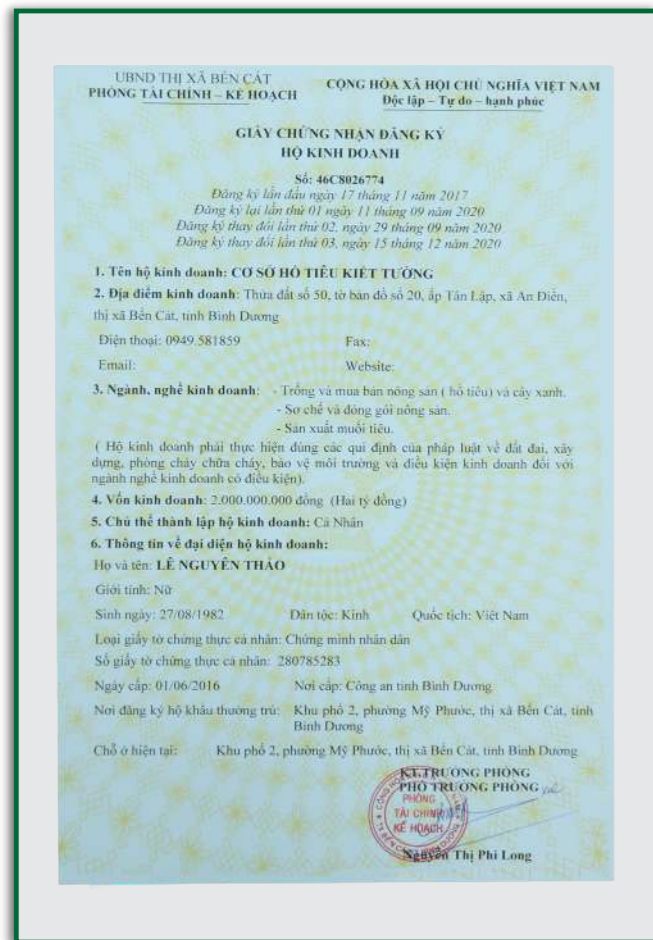 UBND THỊ XÃ BẾN CÁT
PHÒNG TÀI CHÍNH – KẾ HOẠCH
CỘNG HÒA XÃ HỘI CHỦ NGHĨA VIỆT NAM
Độc lập – Tự do – hạnh phúc
GIẤY CHỨNG NHẬN ĐĂNG KÝ
HỘ KINH DOANH
Số: 46C8026774
Đăng ký lần đầu ngày 17 tháng 11 năm 2017
Đăng ký lại lần thứ 01 ngày 11 tháng 09 năm 2020
Đăng ký thay đổi lần thứ 02, ngày 29 tháng 09 năm 2020
Đăng ký thay đổi lần thứ 03, ngày 15 tháng 12 năm 2020
1. Tên hộ kinh doanh: CƠ SỞ HỒ TIÊU KIẾT TƯỜNG
2. Địa điểm kinh doanh: Thửa đất số 50, tờ bản đồ số 20, ấp Tân Lập, xã An Điền,
thị xã Bến Cát, tỉnh Bình Dương
Điện thoại: 0949.581859 Fax:
Email: Website:
3. Ngành, nghề kinh doanh: - Trồng và mua bán nông sản ( hồ tiêu) và cây xanh.
- Sơ chế và đóng gói nông sản.
- Sản xuất muối tiêu.
( Hộ kinh doanh phải thực hiện đúng các qui định của pháp luật về đất đai, xây
dựng, phòng cháy chữa cháy, bảo vệ môi trường và điều kiện kinh doanh đối với
ngành nghề kinh doanh có điều kiện).
4. Vốn kinh doanh: 2.000.000.000 đồng (Hai tỷ đồng)
5. Chủ thể thành lập hộ kinh doanh: Cá Nhân
6. Thông tin về đại diện hộ kinh doanh:
Họ và tên: LÊ NGUYÊN THẢO
Giới tính: Nữ
Sinh ngày: 27/08/1982 Dân tộc: Kinh Quốc tịch: Việt Nam
Loại giấy tờ chứng thực cá nhân: Chứng minh nhân dân
Số giấy tờ chứng thực cá nhân: 280785283
Ngày cấp: 01/06/2016 Nơi cấp: Công an tỉnh Bình Dương
Nơi đăng ký hộ khẩu thường trú: Khu phố 2, phường Mỹ Phước, thị xã Bến Cát, tỉnh
Bình Dương
Chỗ ở hiện tại: Khu phố 2, phường Mỹ Phước, thị xã Bến Cát, tỉnh Bình Dương
KT.TRƯỞNG PHÒNG
PHÓ TRƯỞNG PHÒNG
PHÒNG
TÀI CHÍNH
KẾ HOẠCH
Nguyễn Thị Phi Long